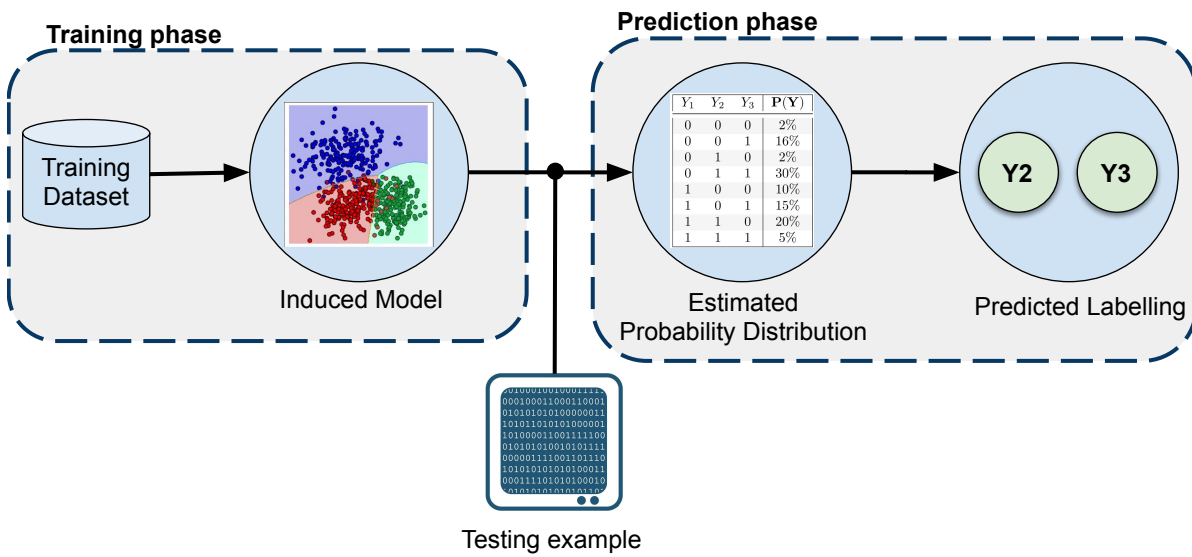 Training phase
Prediction phase
Training
Dataset
Induced Model
Y1 Y2 Y3 P(Y)
0 0 0 2%
0 0 1 16%
0 1 0 2%
0 1 1 30%
1 0 0 10%
1 0 1 15%
1 1 0 20%
1 1 1 5%
Estimated
Probability Distribution
Y2 Y3
Predicted Labelling
0001000110001100010
Testing example